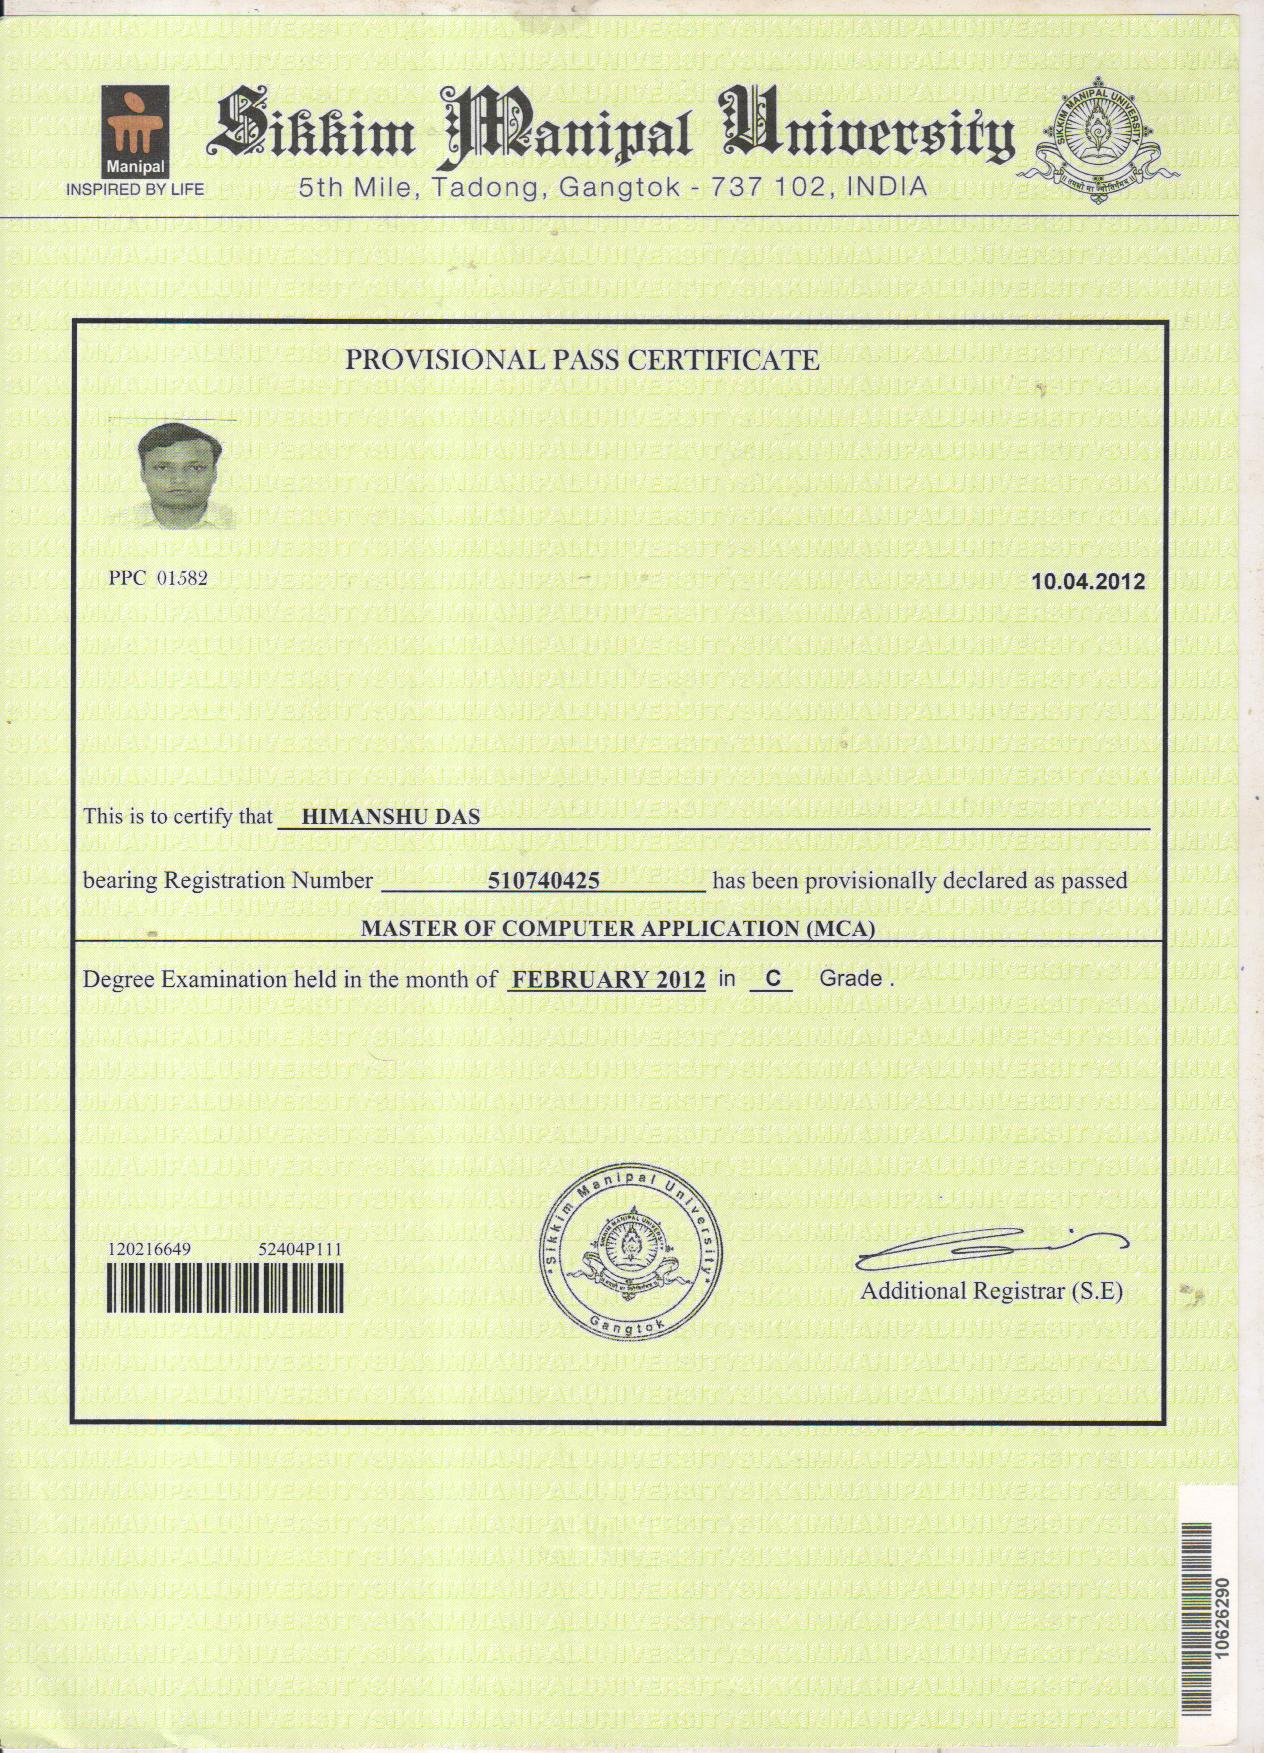 Manipal
INSPIRED BY LIFE
Sikkim Manipal University
5th Mile, Tadong, Gangtok - 737 102, INDIA
SIKKIM MANIPAL UNIVERSITY
PROVISIONAL PASS CERTIFICATE
PPC 01582
10.04.2012
This is to certify that HIMANSHU DAS
bearing Registration Number 510740425 has been provisionally declared as passed
MASTER OF COMPUTER APPLICATION (MCA)
Degree Examination held in the month of FEBRUARY 2012 in C Grade .
120216649 52404P111
"Sikkim Manipal University"
Gangtok
Additional Registrar (S.E)
10626290